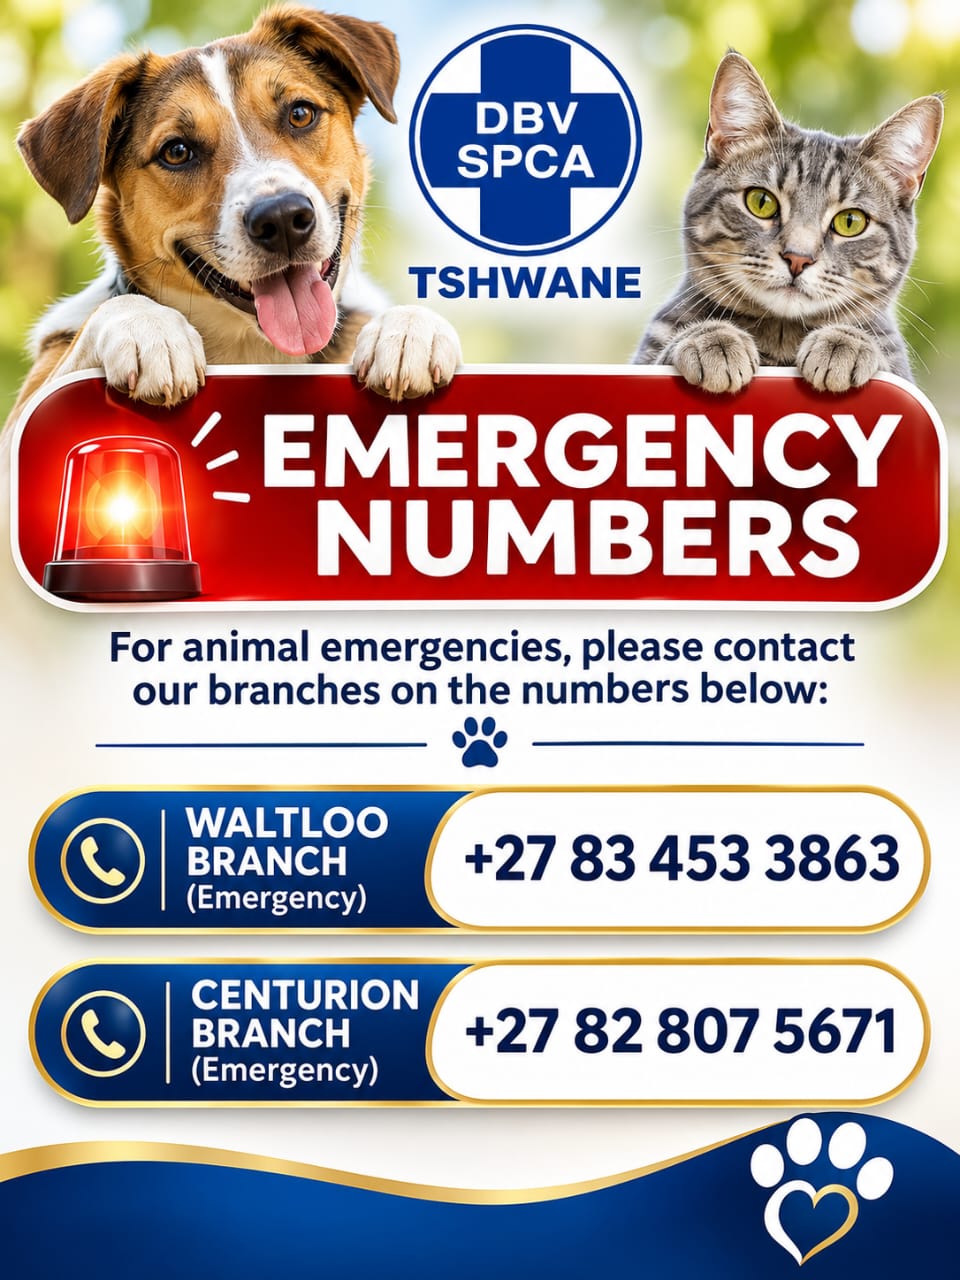 DBV
SPCA
TSHWANE
EMERGENCY
NUMBERS
For animal emergencies, please contact
our branches on the numbers below:
WALTLOO
BRANCH
(Emergency)
+27 83 453 3863
CENTURION
BRANCH
(Emergency)
+27 82 807 5671